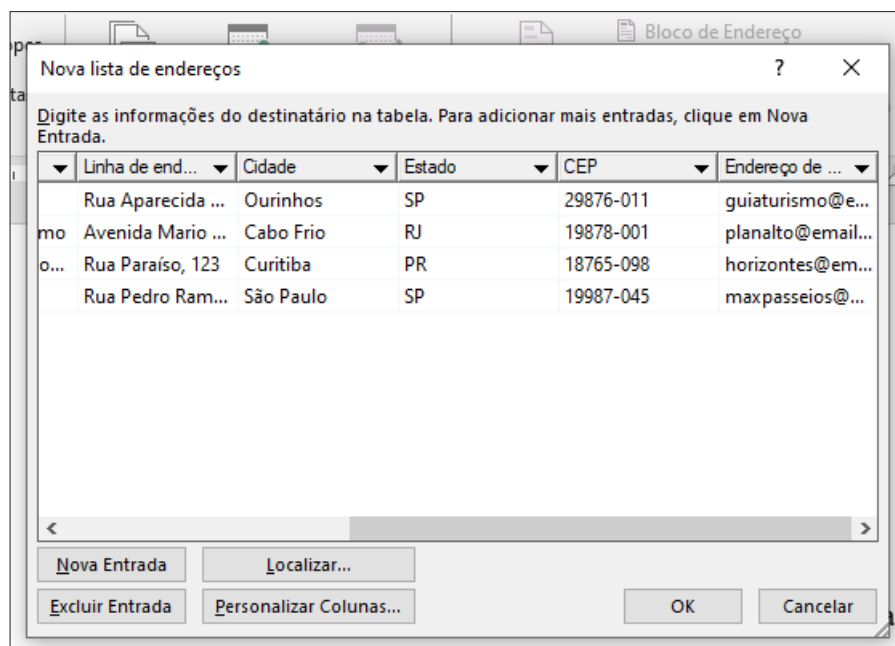 Bloco de Endereço
Nova lista de endereços ?
Digite as informações do destinatário na tabela. Para adicionar mais entradas, clique em Nova
Entrada.
Linha de end... Cidade Estado CEP Endereço de ...
Rua Aparecida ... Ourinhos SP 29876-011 guiaturismo@e...
mo Avenida Mario ... Cabo Frio RJ 19878-001 planalto@email...
o... Rua Paraíso, 123 Curitiba PR 18765-098 horizontes@em...
Rua Pedro Ram... São Paulo SP 19987-045 maxpasseios@...
Nova Entrada Localizar...
Excluir Entrada Personalizar Colunas... OK Cancelar